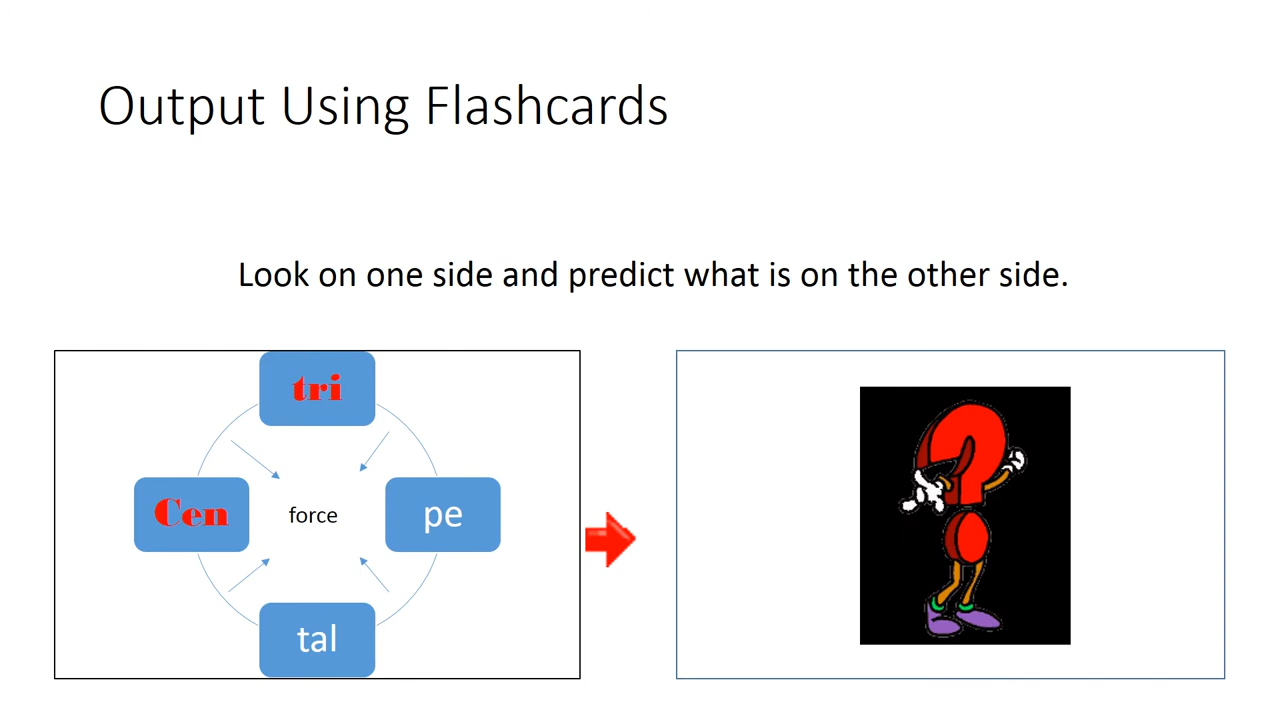 Output Using Flashcards
Look on one side and predict what is on the other side.
tri
Cen
force
pe
tal